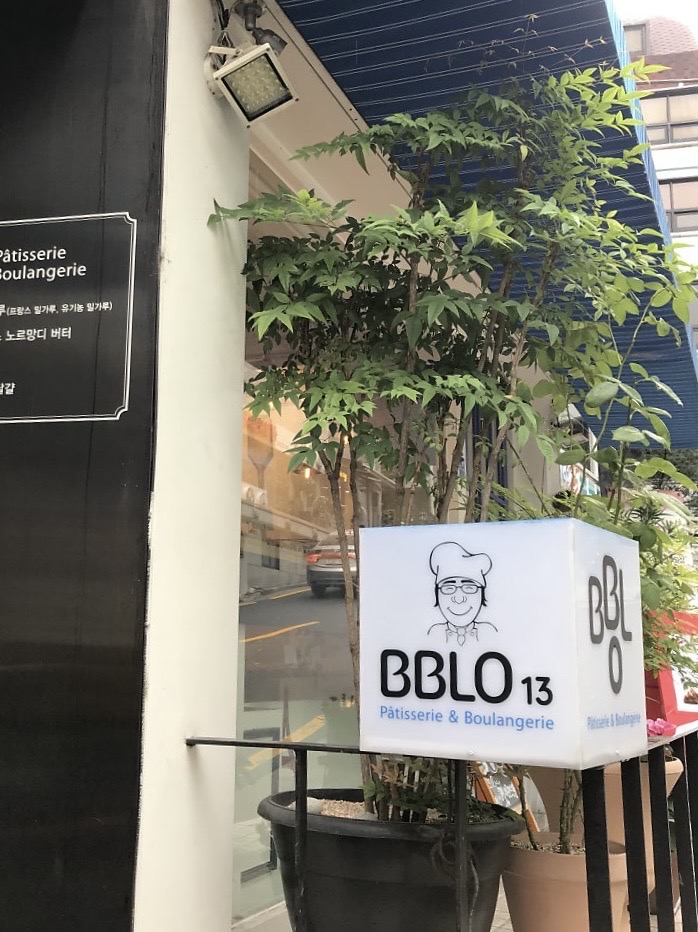 Pâtisserie
Boulangerie
(프랑스 밀가루, 유기농 밀가루)
노르망디 버터
BBLO 13
Pâtisserie & Boulangerie
BBL
O
Pâtisserie & Boulangerie